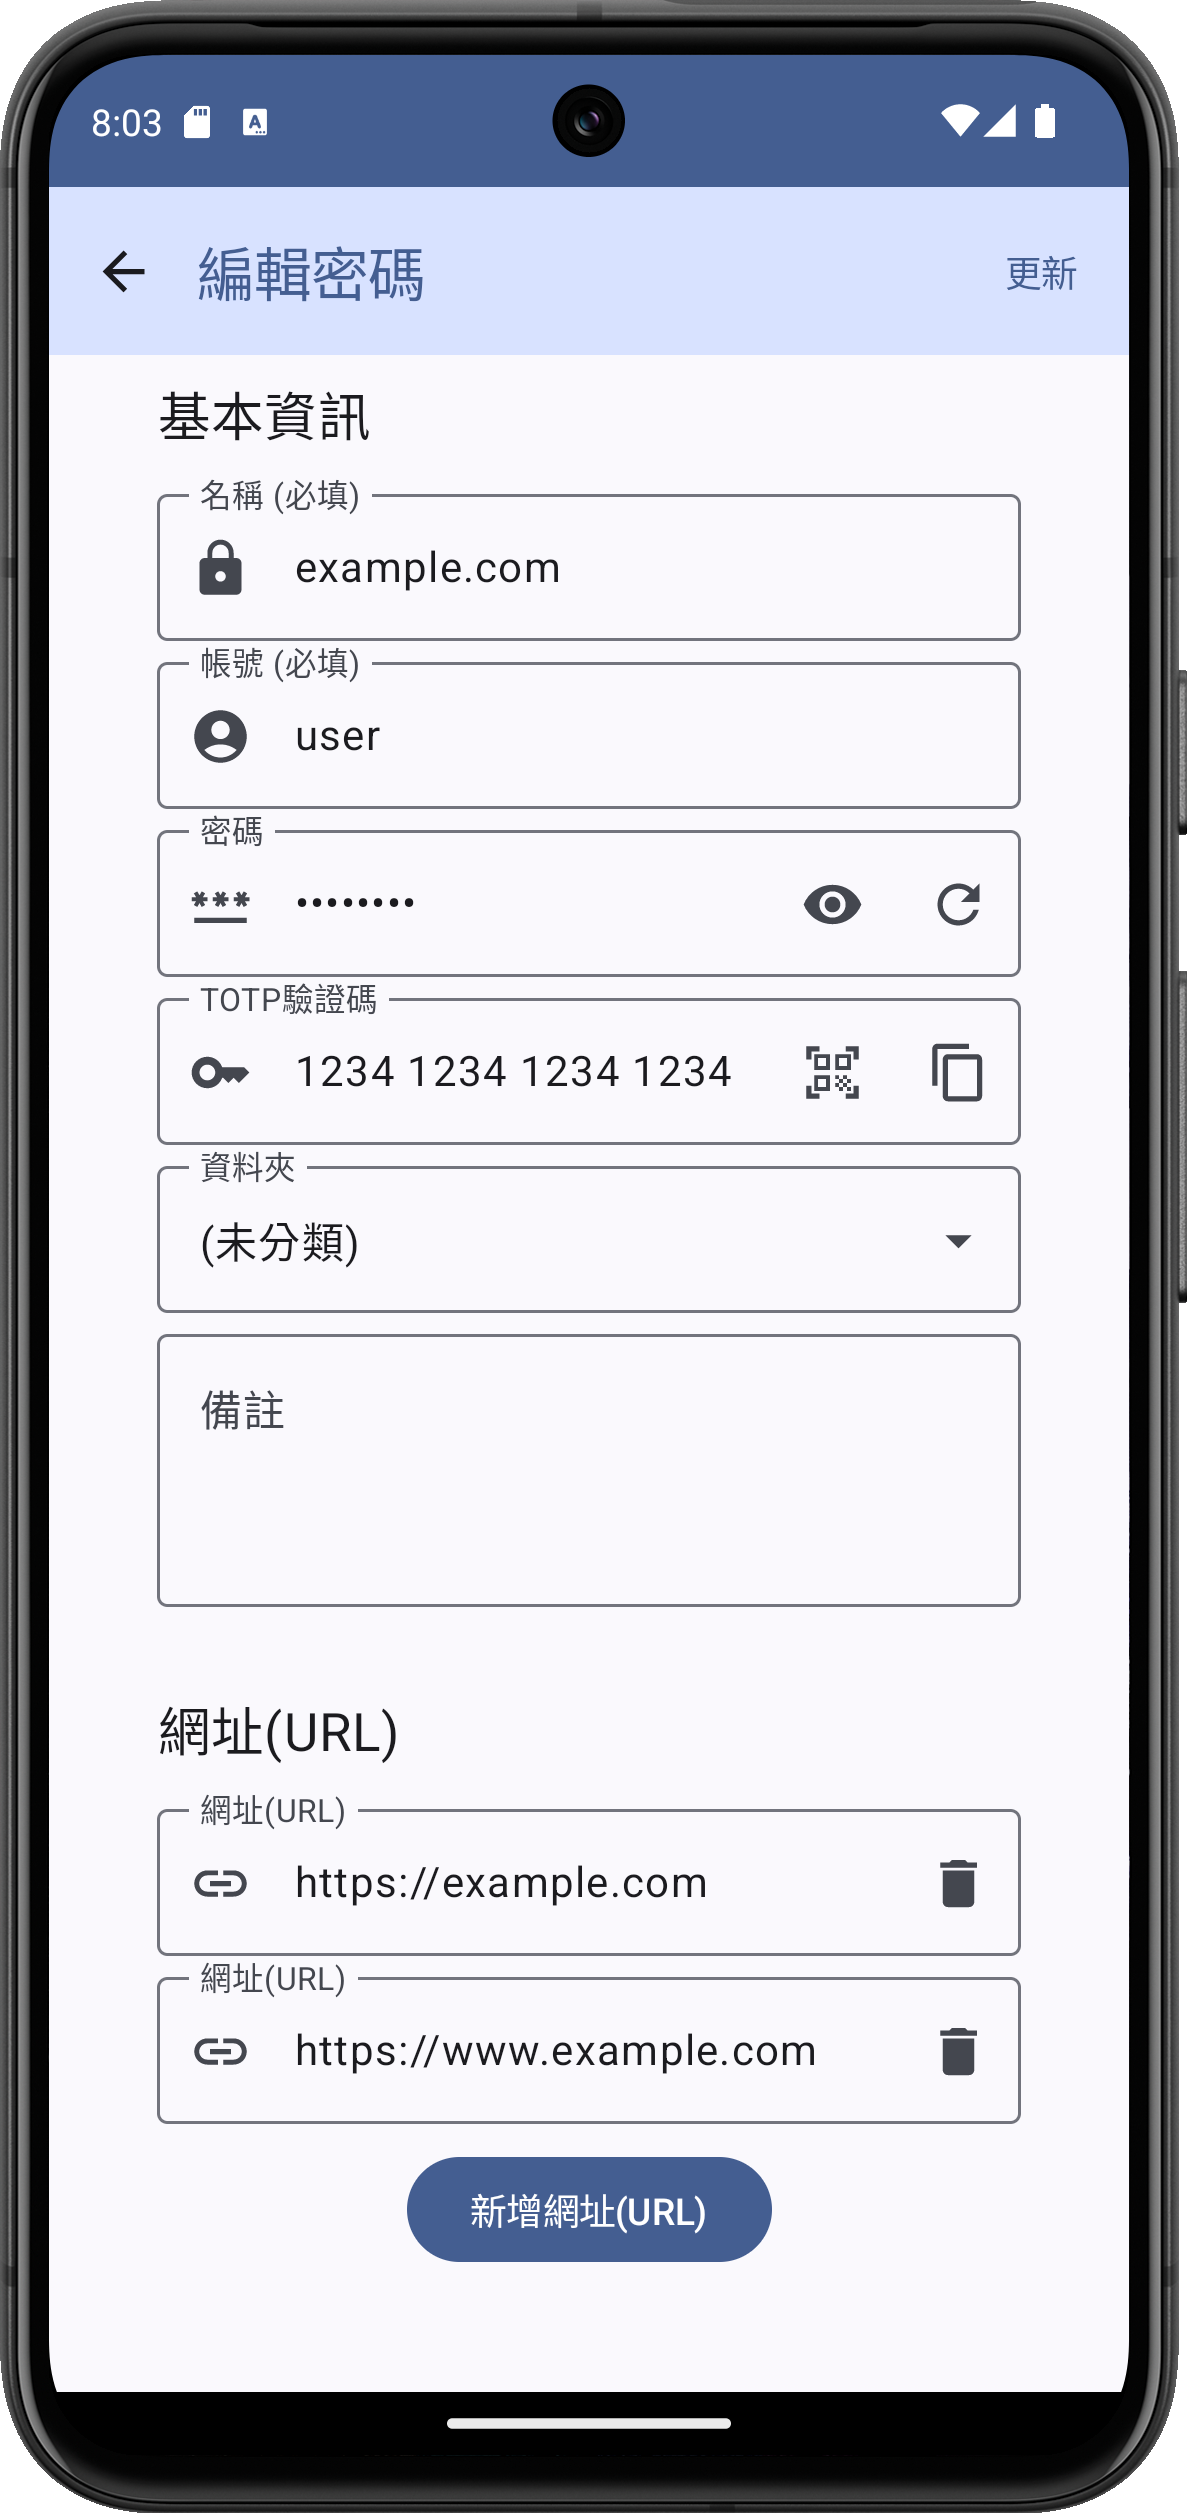 8:03
編輯密碼
更新
基本資訊
名稱 (必填)
example.com
帳號 (必填)
user
密碼
••••••••
TOTP驗證碼
1234 1234 1234 1234
資料夾
(未分類)
備註
網址(URL)
網址(URL)
https://example.com
網址(URL)
https://www.example.com
新增網址(URL)